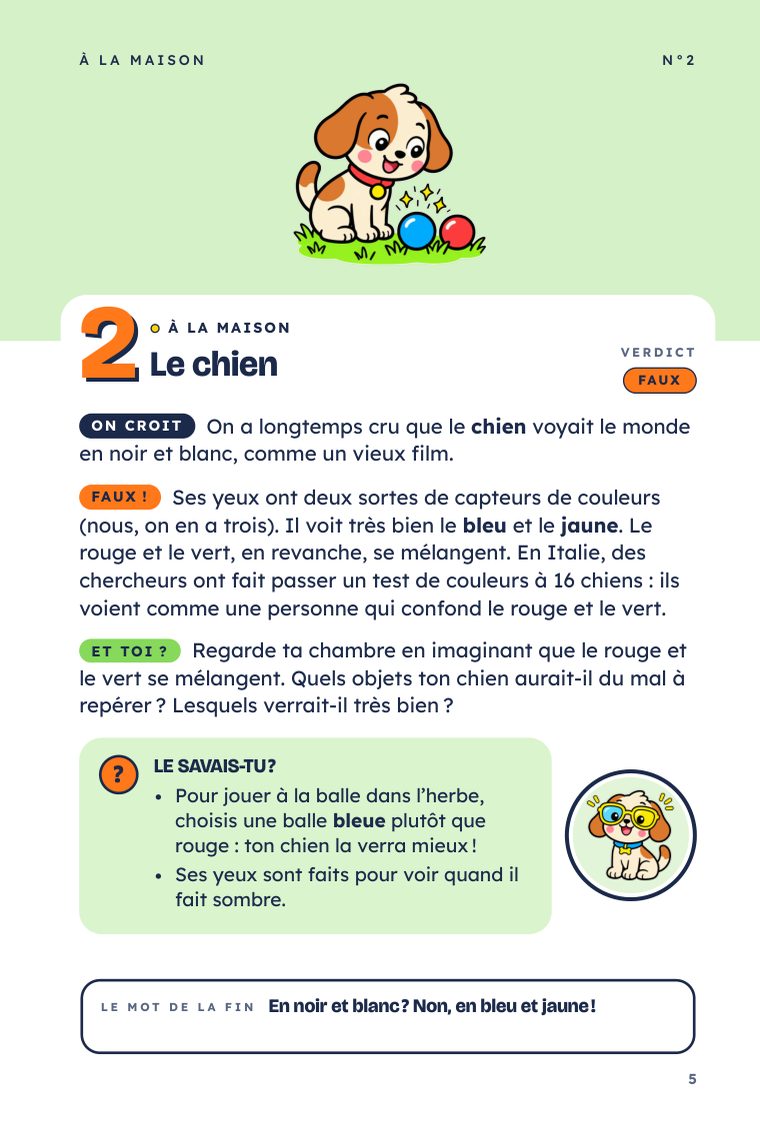 À LA MAISON
N°2
2
À LA MAISON
Le chien
VERDICT
FAUX
ON CROIT On a longtemps cru que le chien voyait le monde
en noir et blanc, comme un vieux film.
FAUX ! Ses yeux ont deux sortes de capteurs de couleurs
(nous, on en a trois). Il voit très bien le bleu et le jaune. Le
rouge et le vert, en revanche, se mélangent. En Italie, des
chercheurs ont fait passer un test de couleurs à 16 chiens : ils
voient comme une personne qui confond le rouge et le vert.
ET TOI ? Regarde ta chambre en imaginant que le rouge et
le vert se mélangent. Quels objets ton chien aurait-il du mal à
repérer ? Lesquels verrait-il très bien ?
?
LE SAVAIS-TU ?
• Pour jouer à la balle dans l’herbe,
choisis une balle bleue plutôt que
rouge : ton chien la verra mieux !
• Ses yeux sont faits pour voir quand il
fait sombre.
LE MOT DE LA FIN En noir et blanc ? Non, en bleu et jaune !
5